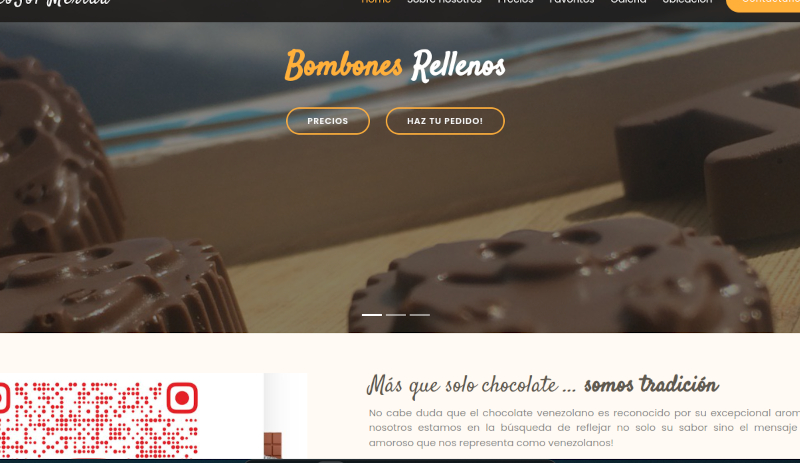 Home Sobre nosotros Precios Favoritos Galería Ubicación
Bombones Rellenos
PRECIOS HAZ TU PEDIDO!
Más que solo chocolate ... somos tradición
No cabe duda que el chocolate venezolano es reconocido por su excepcional
nosotros estamos en la búsqueda de reflejar no solo su sabor sino el mensaje
amoroso que nos representa como venezolanos!